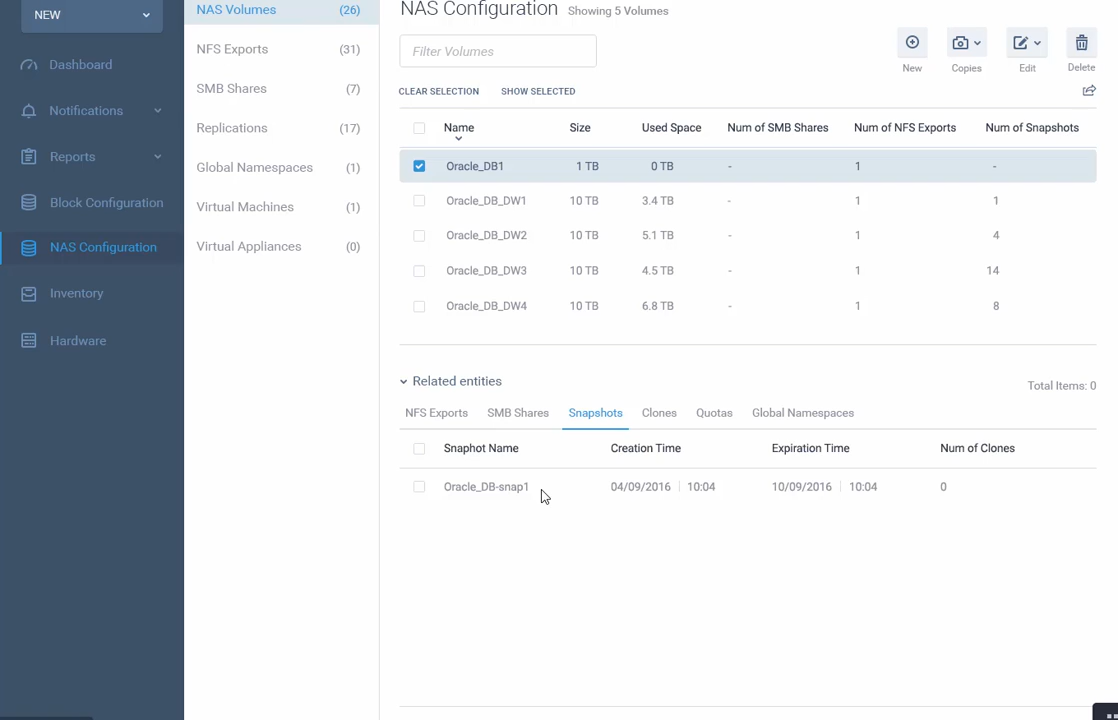 NEW
Dashboard
Notifications
Reports
Block Configuration
NAS Configuration
Inventory
Hardware
NAS Volumes (26)
NFS Exports (31)
SMB Shares (7)
Replications (17)
Global Namespaces (1)
Virtual Machines (1)
Virtual Appliances (0)
NAS Configuration Showing 5 Volumes
Filter Volumes
New Copies Edit Delete
CLEAR SELECTION SHOW SELECTED
Name Size Used Space Num of SMB Shares Num of NFS Exports Num of Snapshots
Oracle_DB1 1 TB 0 TB - 1 -
Oracle_DB_DW1 10 TB 3.4 TB - 1 1
Oracle_DB_DW2 10 TB 5.1 TB - 1 4
Oracle_DB_DW3 10 TB 4.5 TB - 1 14
Oracle_DB_DW4 10 TB 6.8 TB - 1 8
Related entities
Total Items: 0
NFS Exports SMB Shares Snapshots Clones Quotas Global Namespaces
Snaphot Name Creation Time Expiration Time Num of Clones
Oracle_DB-snap1 04/09/2016 10:04 10/09/2016 10:04 0